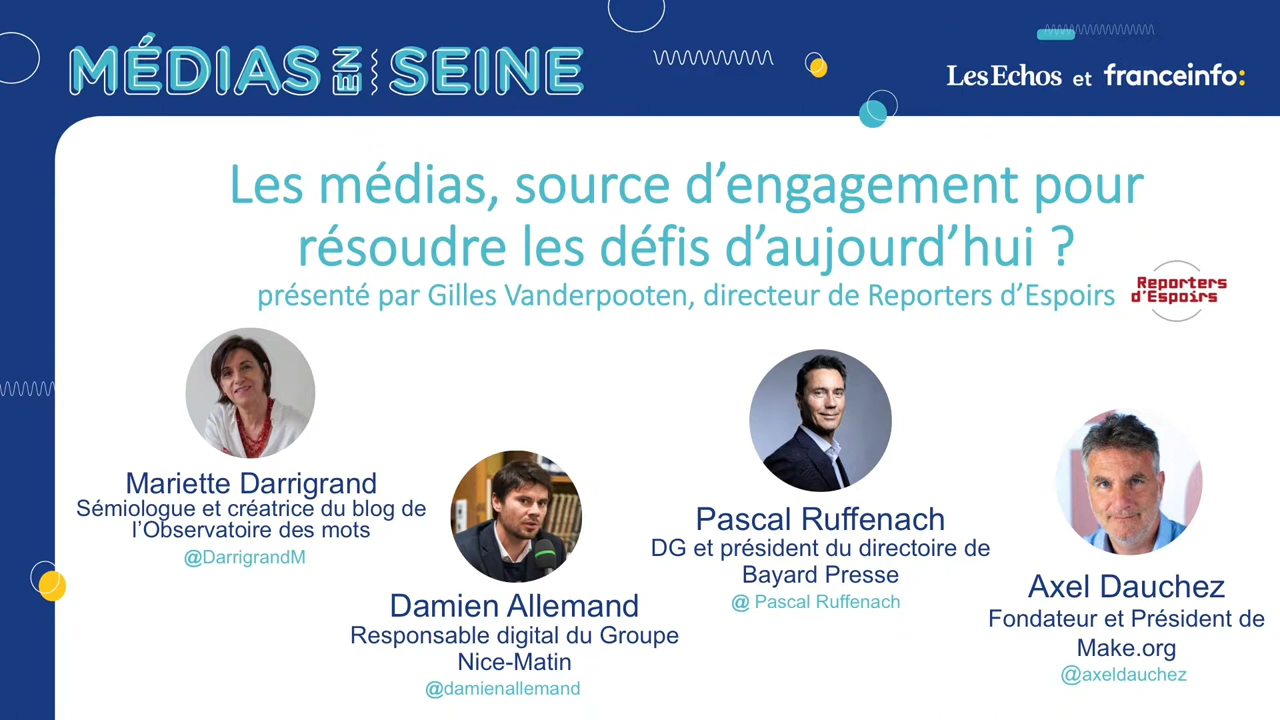 MÉDIAS EN SEINE
Les Echos et franceinfo:
Les médias, source d’engagement pour
résoudre les défis d’aujourd’hui ?
présenté par Gilles Vanderpooten, directeur de Reporters d’Espoirs
Reporters
d'Espoirs
Mariette Darrigrand
Sémiologue et créatrice du blog de
l’Observatoire des mots
@DarrigrandM
Damien Allemand
Responsable digital du Groupe
Nice-Matin
@damienallemand
Pascal Ruffenach
DG et président du directoire de
Bayard Presse
@ Pascal Ruffenach
Axel Dauchez
Fondateur et Président de
Make.org
@axeldauchez